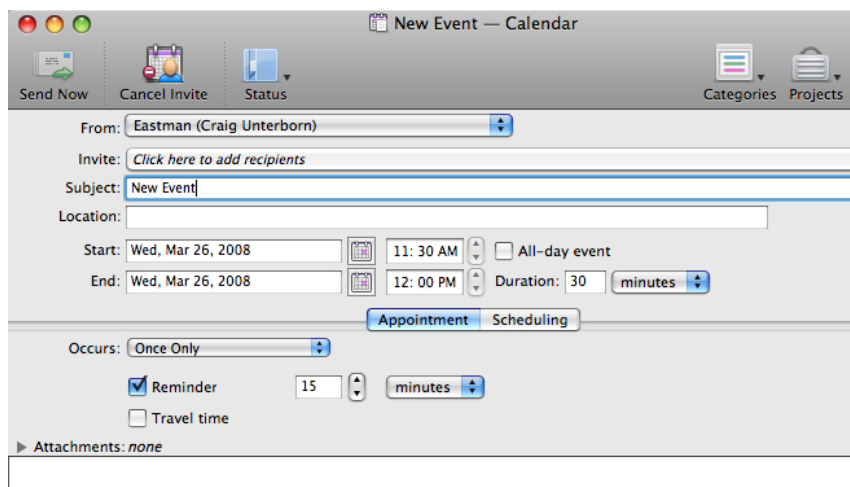 New Event — Calendar
Send Now Cancel Invite Status Categories Projects
From: Eastman (Craig Unterborn)
Invite: Click here to add recipients
Subject: New Event
Location:
Start: Wed, Mar 26, 2008 11: 30 AM All-day event
End: Wed, Mar 26, 2008 12: 00 PM Duration: 30 minutes
Appointment Scheduling
Occurs: Once Only
Reminder 15 minutes
Travel time
Attachments: none